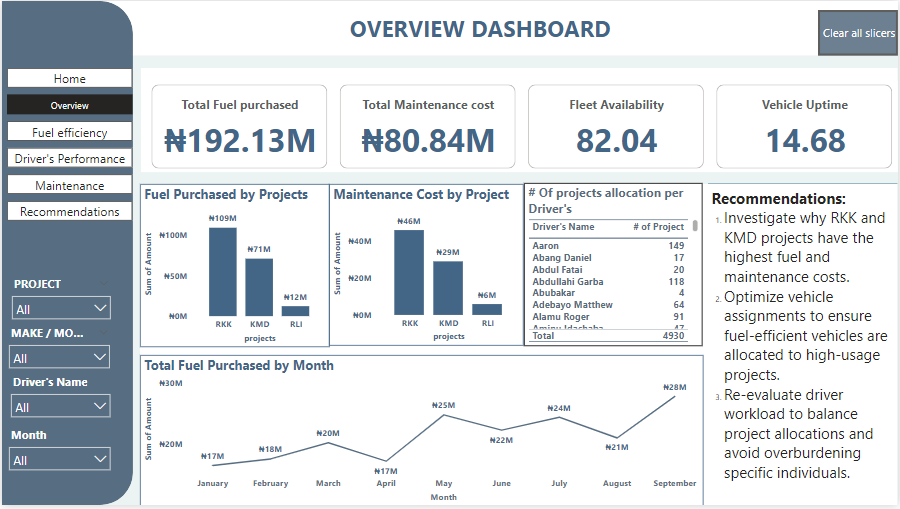 OVERVIEW DASHBOARD
Clear all slicers
Home
Overview
Fuel efficiency
Driver's Performance
Maintenance
Recommendations
PROJECT
All
MAKE / MO...
All
Driver's Name
All
Month
All
Total Fuel purchased
₦192.13M
Total Maintenance cost
₦80.84M
Fleet Availability
82.04
Vehicle Uptime
14.68
Fuel Purchased by Projects
Sum of Amount
₦100M
₦50M
₦0M
₦109M
₦71M
₦12M
RKK KMD RLI
projects
Maintenance Cost by Project
Sum of Amount
₦40M
₦20M
₦0M
₦46M
₦29M
₦6M
RKK KMD RLI
projects
# Of projects allocation per
Driver's
Driver's Name # of Project
Aaron 149
Abang Daniel 17
Abdul Fatai 20
Abdullahi Garba 118
Abubakar 4
Adebayo Matthew 64
Alamu Roger 91
Aminu Idachaba 47
Total 4930
Total Fuel Purchased by Month
Sum of Amount
₦30M
₦20M
₦17M
₦18M
₦20M
₦17M
₦25M
₦22M
₦24M
₦21M
₦28M
January February March April May June July August September
Month
Recommendations:
1. Investigate why RKK and
KMD projects have the
highest fuel and
maintenance costs.
2. Optimize vehicle
assignments to ensure
fuel-efficient vehicles are
allocated to high-usage
projects.
3. Re-evaluate driver
workload to balance
project allocations and
avoid overburdening
specific individuals.